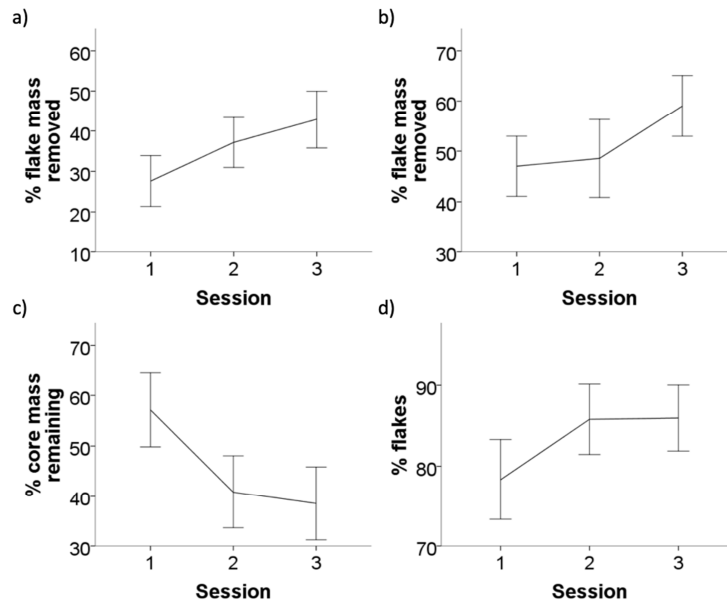 a)
60
50
40
30
20
10
% flake mass
removed
1 2 3
Session
b)
70
60
50
40
30
% flake mass
removed
1 2 3
Session
c)
70
60
50
40
30
% core mass
remaining
1 2 3
Session
d)
90
80
70
% flakes
1 2 3
Session